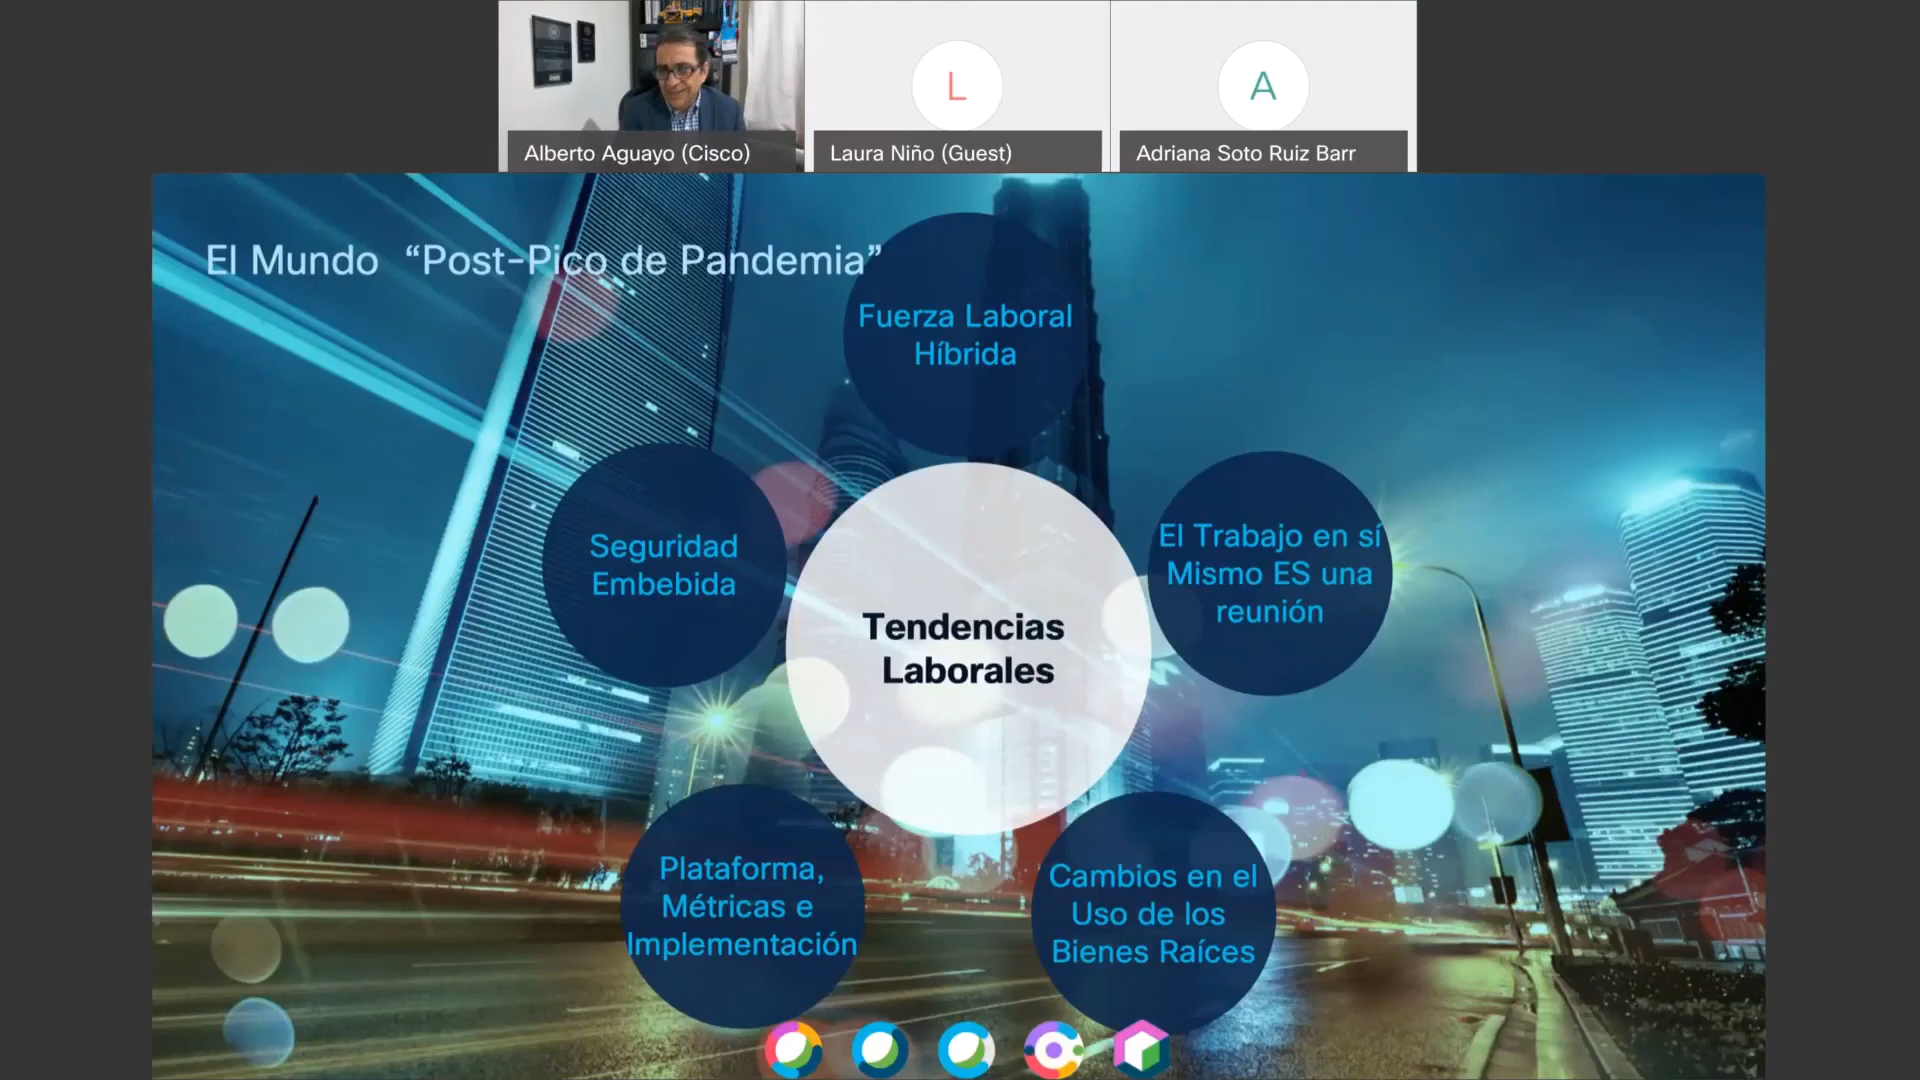 L
A
Alberto Aguayo (Cisco)
Laura Niño (Guest)
Adriana Soto Ruiz Barr
El Mundo “Post-Pico de Pandemia”
Fuerza Laboral
Híbrida
Seguridad
Embebida
El Trabajo en sí
Mismo ES una
reunión
Tendencias
Laborales
Plataforma,
Métricas e
Implementación
Cambios en el
Uso de los
Bienes Raíces